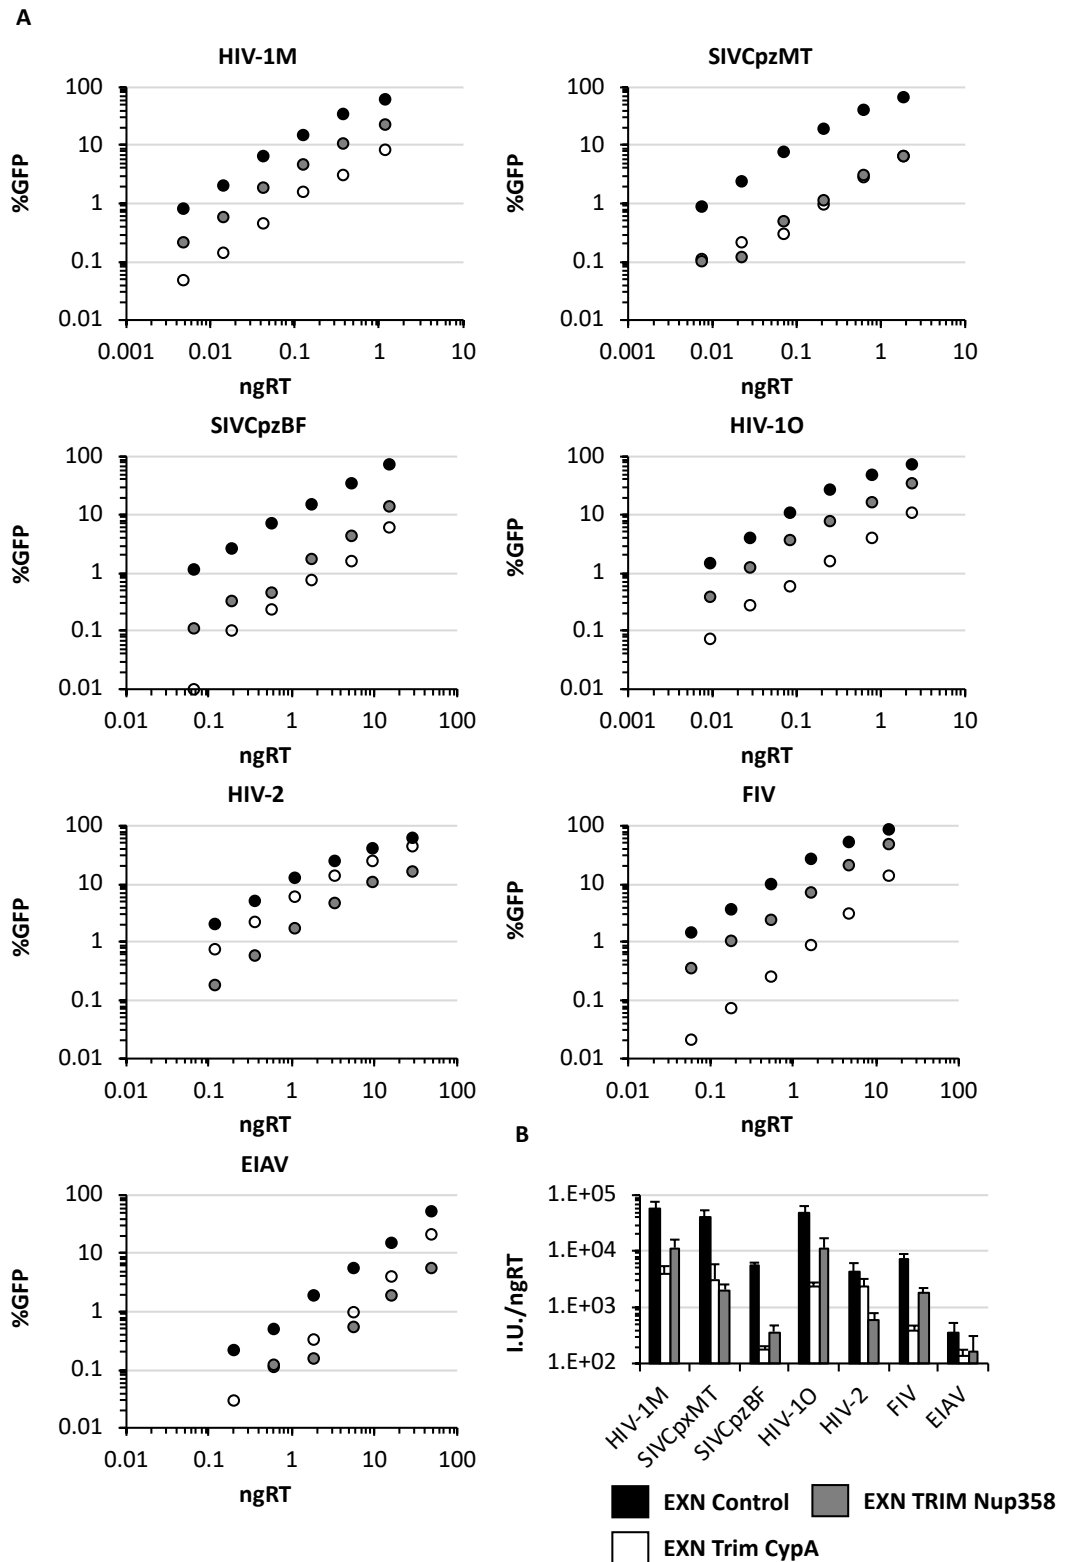 A
HIV-1M
SIVCpzMT
100
10
1
0.1
0.01
%GFP
0.001 0.01 0.1 1 10
ngRT
100
10
1
0.1
0.01
%GFP
0.001 0.01 0.1 1 10
ngRT
SIVCpzBF
HIV-1O
100
10
1
0.1
0.01
%GFP
0.01 0.1 1 10 100
ngRT
100
10
1
0.1
0.01
%GFP
0.001 0.01 0.1 1 10
ngRT
HIV-2
FIV
100
10
1
0.1
0.01
%GFP
0.01 0.1 1 10 100
ngRT
100
10
1
0.1
0.01
%GFP
0.01 0.1 1 10 100
ngRT
EIAV
100
10
1
0.1
0.01
%GFP
0.01 0.1 1 10 100
ngRT
B
1.E+05
1.E+04
1.E+03
1.E+02
I.U./ngRT
HIV-1M
SIVCpxMT
SIVCpzBF
HIV-1O
HIV-2
FIV
EIAV
EXN Control
EXN TRIM Nup358
EXN Trim CypA